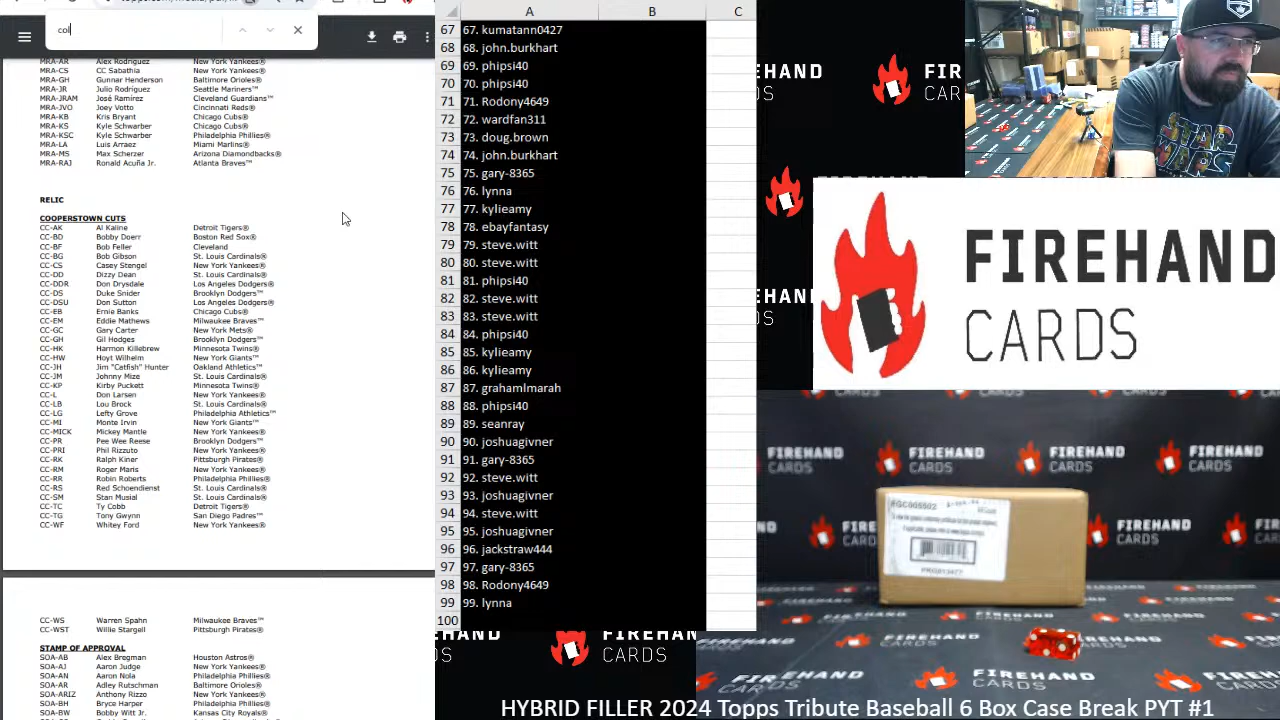 col
MRA-AR Alex Rodriguez New York Yankees®
MRA-CS CC Sabathia New York Yankees®
MRA-GH Gunnar Henderson Baltimore Orioles®
MRA-JR Julio Rodríguez Seattle Mariners™
MRA-JRAM José Ramírez Cleveland Guardians™
MRA-JVO Joey Votto Cincinnati Reds®
MRA-KB Kris Bryant Chicago Cubs®
MRA-KS Kyle Schwarber Chicago Cubs®
MRA-KSC Kyle Schwarber Philadelphia Phillies®
MRA-LA Luis Arraez Miami Marlins®
MRA-MS Max Scherzer Arizona Diamondbacks®
MRA-RAJ Ronald Acuña Jr. Atlanta Braves™
RELIC
COOPERSTOWN CUTS
CC-AK Al Kaline Detroit Tigers®
CC-BD Bobby Doerr Boston Red Sox®
CC-BF Bob Feller Cleveland
CC-BG Bob Gibson St. Louis Cardinals®
CC-CS Casey Stengel New York Yankees®
CC-DD Dizzy Dean St. Louis Cardinals®
CC-DDR Don Drysdale Los Angeles Dodgers®
CC-DS Duke Snider Brooklyn Dodgers™
CC-DSU Don Sutton Los Angeles Dodgers®
CC-EB Ernie Banks Chicago Cubs®
CC-EM Eddie Mathews Milwaukee Braves™
CC-GC Gary Carter New York Mets®
CC-GH Gil Hodges Brooklyn Dodgers™
CC-HK Harmon Killebrew Minnesota Twins®
CC-HW Hoyt Wilhelm New York Giants™
CC-JH Jim "Catfish" Hunter Oakland Athletics™
CC-JM Johnny Mize St. Louis Cardinals®
CC-KP Kirby Puckett Minnesota Twins®
CC-L Don Larsen New York Yankees®
CC-LB Lou Brock St. Louis Cardinals®
CC-LG Lefty Grove Philadelphia Athletics™
CC-MI Monte Irvin New York Giants™
CC-MICK Mickey Mantle New York Yankees®
CC-PR Pee Wee Reese Brooklyn Dodgers™
CC-PRI Phil Rizzuto New York Yankees®
CC-RK Ralph Kiner Pittsburgh Pirates®
CC-RM Roger Maris New York Yankees®
CC-RR Robin Roberts Philadelphia Phillies®
CC-RS Red Schoendienst St. Louis Cardinals®
CC-SM Stan Musial St. Louis Cardinals®
CC-TC Ty Cobb Detroit Tigers®
CC-TG Tony Gwynn San Diego Padres™
CC-WF Whitey Ford New York Yankees®
CC-WS Warren Spahn Milwaukee Braves™
CC-WST Willie Stargell Pittsburgh Pirates®
STAMP OF APPROVAL
SOA-AB Alex Bregman Houston Astros®
SOA-AJ Aaron Judge New York Yankees®
SOA-AN Aaron Nola Philadelphia Phillies®
SOA-AR Adley Rutschman Baltimore Orioles®
SOA-ARIZ Anthony Rizzo New York Yankees®
SOA-BH Bryce Harper Philadelphia Phillies®
SOA-BW Bobby Witt Jr. Kansas City Royals®
A B C
67 67. kumatann0427
68 68. john.burkhart
69 69. phipsi40
70 70. phipsi40
71 71. Rodony4649
72 72. wardfan311
73 73. doug.brown
74 74. john.burkhart
75 75. gary-8365
76 76. lynna
77 77. kylieamy
78 78. ebayfantasy
79 79. steve.witt
80 80. steve.witt
81 81. phipsi40
82 82. steve.witt
83 83. steve.witt
84 84. phipsi40
85 85. kylieamy
86 86. kylieamy
87 87. grahamlmarah
88 88. phipsi40
89 89. seanray
90 90. joshuagivner
91 91. gary-8365
92 92. steve.witt
93 93. joshuagivner
94 94. steve.witt
95 95. joshuagivner
96 96. jackstraw444
97 97. gary-8365
98 98. Rodony4649
99 99. lynna
100
STAR WARS
FIREHAND
CARDS
FIREHAND
CARDS
HYBRID FILLER 2024 Topps Tribute Baseball 6 Box Case Break PYT #1